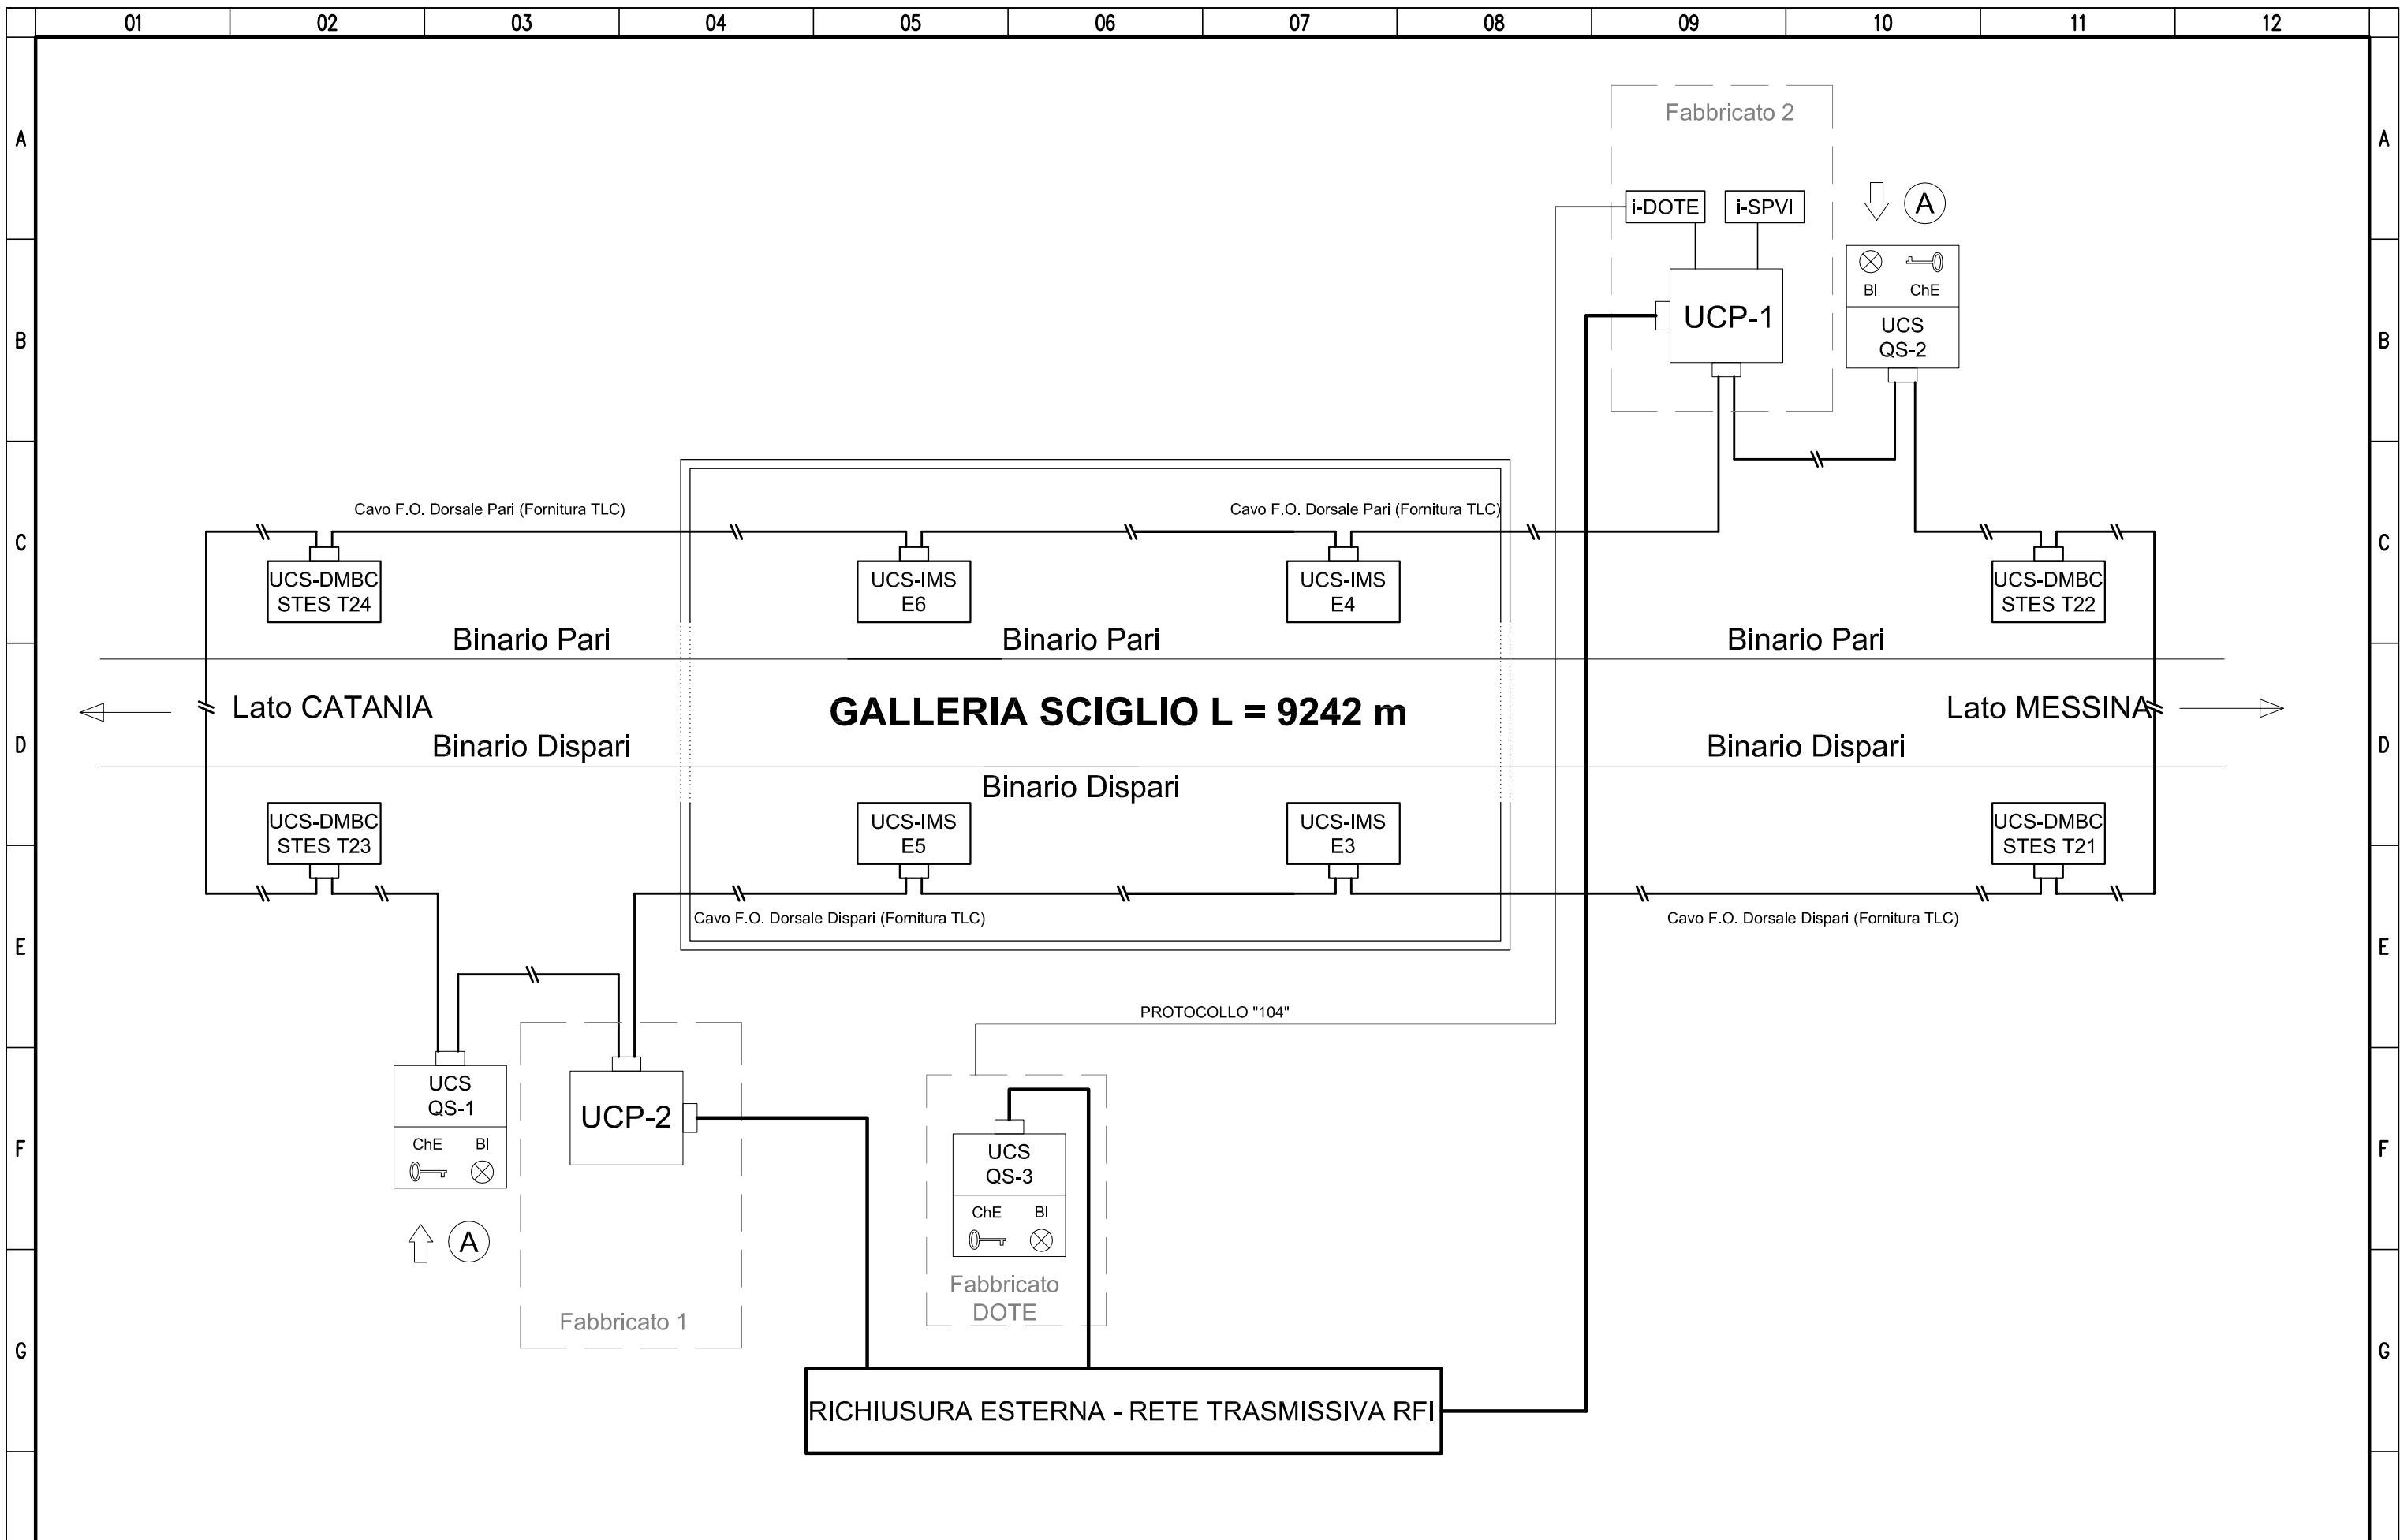 01 02 03 04 05 06 07 08 09 10 11 12
A A
Fabbricato 2
i-DOTE i-SPVI
A
BI ChE
UCP-1
UCS
QS-2
B B
Cavo F.O. Dorsale Pari (Fornitura TLC)
Cavo F.O. Dorsale Pari (Fornitura TLC)
C C
UCS-DMBC
STES T24
UCS-IMS
E6
UCS-IMS
E4
UCS-DMBC
STES T22
Binario Pari
Binario Pari
Binario Pari
Lato CATANIA
GALLERIA SCIGLIO L = 9242 m
Lato MESSINA
D D
Binario Dispari
Binario Dispari
Binario Dispari
UCS-DMBC
STES T23
UCS-IMS
E5
UCS-IMS
E3
UCS-DMBC
STES T21
Cavo F.O. Dorsale Dispari (Fornitura TLC)
Cavo F.O. Dorsale Dispari (Fornitura TLC)
E E
PROTOCOLLO "104"
UCS
QS-1
ChE BI
A
UCP-2
Fabbricato 1
UCS
QS-3
ChE BI
Fabbricato
DOTE
F F
G G
RICHIUSURA ESTERNA - RETE TRASMISSIVA RFI